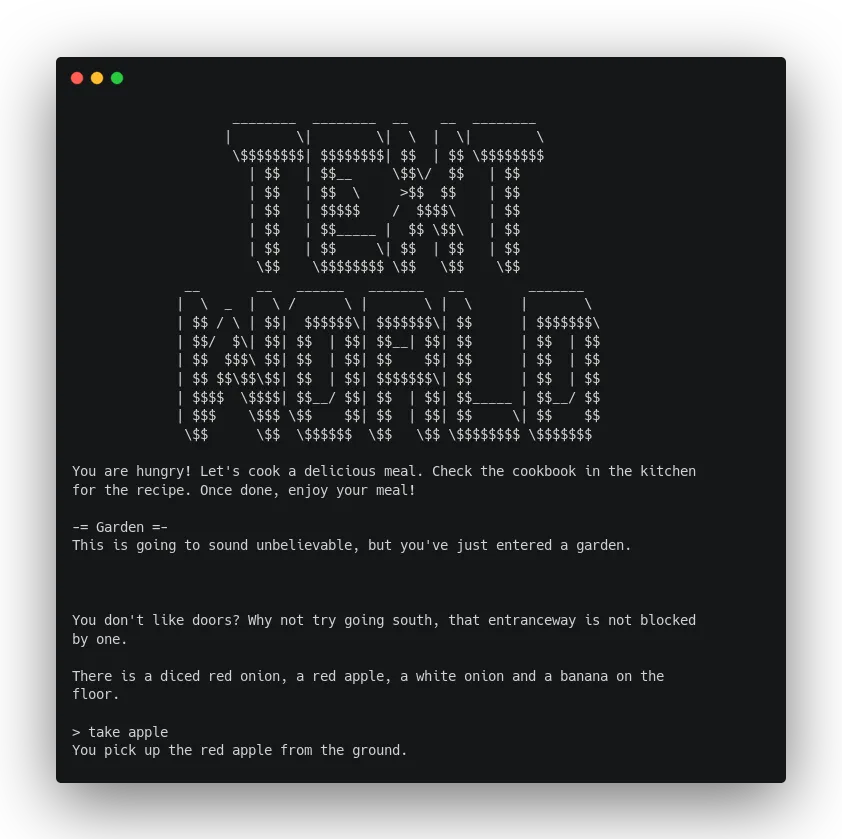 ________  ________  __    __  ________
                   |        \|        \|  \  |  \|        \
                    \$$$$$$$$| $$$$$$$$| $$  | $$ \$$$$$$$$
                      | $$   | $$__     \$$\/  $$   | $$
                      | $$   | $$  \     >$$  $$    | $$
                      | $$   | $$$$$    /  $$$$\    | $$
                      | $$   | $$_____ |  $$ \$$\   | $$
                      | $$   | $$     \| $$  | $$   | $$
                       \$$    \$$$$$$$$ \$$   \$$    \$$
              __       __   ______   _______   __        _______
             |  \  _  |  \ /      \ |       \ |  \      |       \
             | $$ / \ | $$|  $$$$$$\| $$$$$$$\| $$      | $$$$$$$\
             | $$/  $\| $$| $$  | $$| $$__| $$| $$      | $$  | $$
             | $$  $$$\ $$| $$  | $$| $$    $$| $$      | $$  | $$
             | $$ $$\$$\$$| $$  | $$| $$$$$$$\| $$      | $$  | $$
             | $$$$  \$$$$| $$__/ $$| $$  | $$| $$_____ | $$__/ $$
             | $$$    \$$$ \$$    $$| $$  | $$| $$     \| $$    $$
              \$$      \$$  \$$$$$$  \$$   \$$ \$$$$$$$$ \$$$$$$$
You are hungry! Let's cook a delicious meal. Check the cookbook in the kitchen
for the recipe. Once done, enjoy your meal!
-= Garden =-
This is going to sound unbelievable, but you've just entered a garden.
You don't like doors? Why not try going south, that entranceway is not blocked
by one.
There is a diced red onion, a red apple, a white onion and a banana on the
floor.
> take apple
You pick up the red apple from the ground.